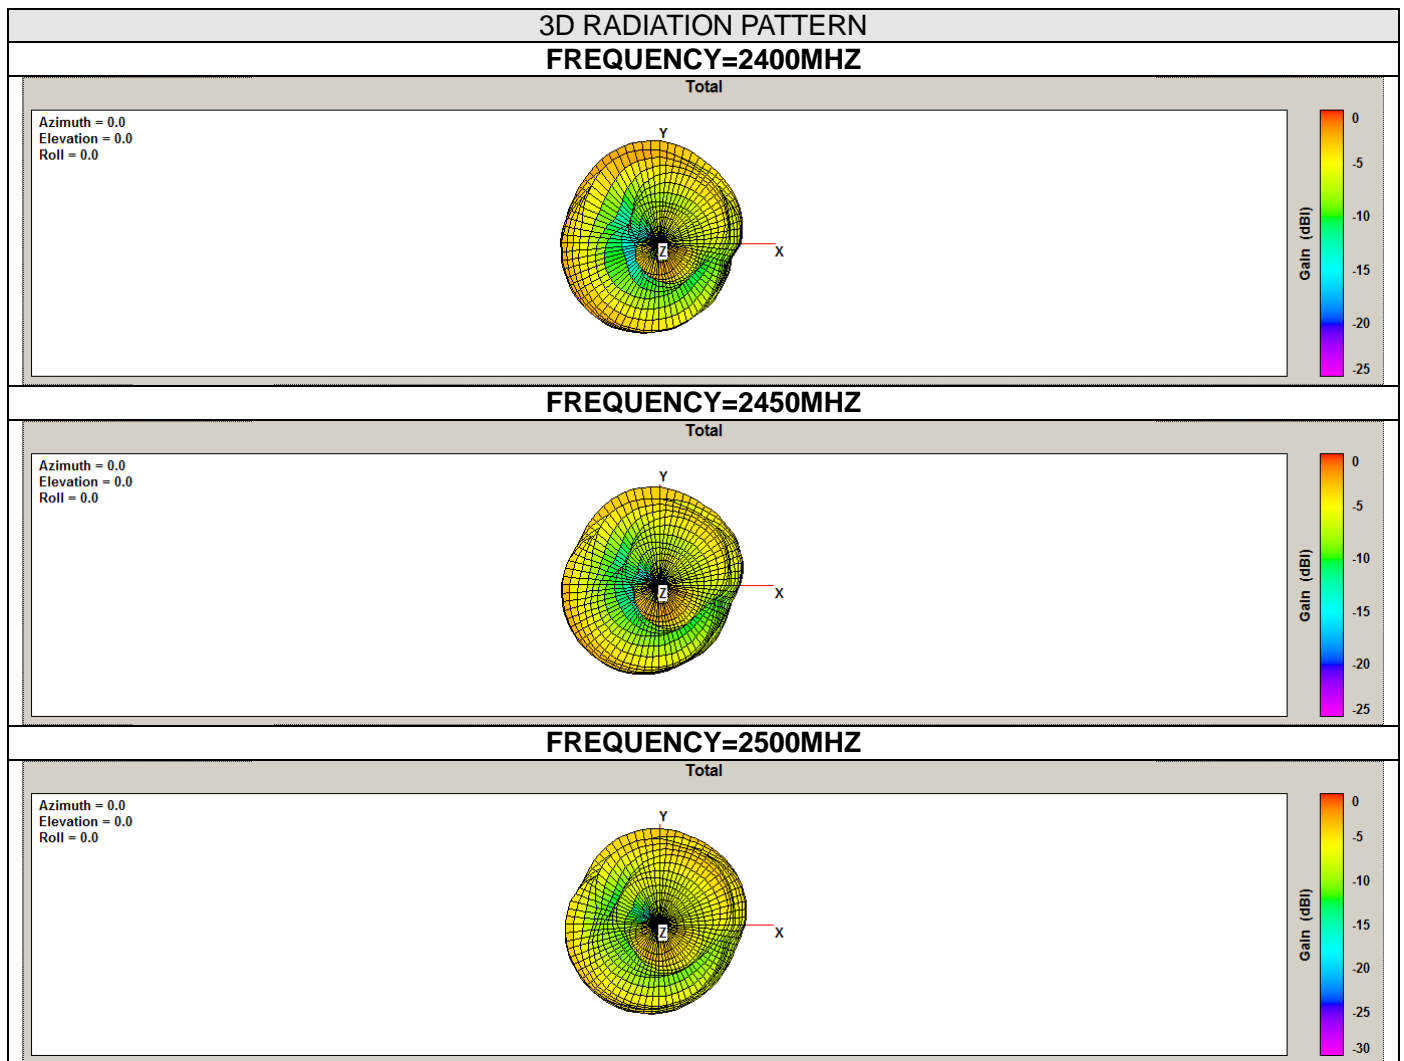 3D RADIATION PATTERN
FREQUENCY=2400MHZ
Total
Azimuth = 0.0
Elevation = 0.0
Roll = 0.0
Y
Z
X
0
-5
-10
-15
-20
-25
Gain (dBi)
FREQUENCY=2450MHZ
Total
Azimuth = 0.0
Elevation = 0.0
Roll = 0.0
Y
Z
X
0
-5
-10
-15
-20
-25
Gain (dBi)
FREQUENCY=2500MHZ
Total
Azimuth = 0.0
Elevation = 0.0
Roll = 0.0
Y
Z
X
0
-5
-10
-15
-20
-25
-30
Gain (dBi)